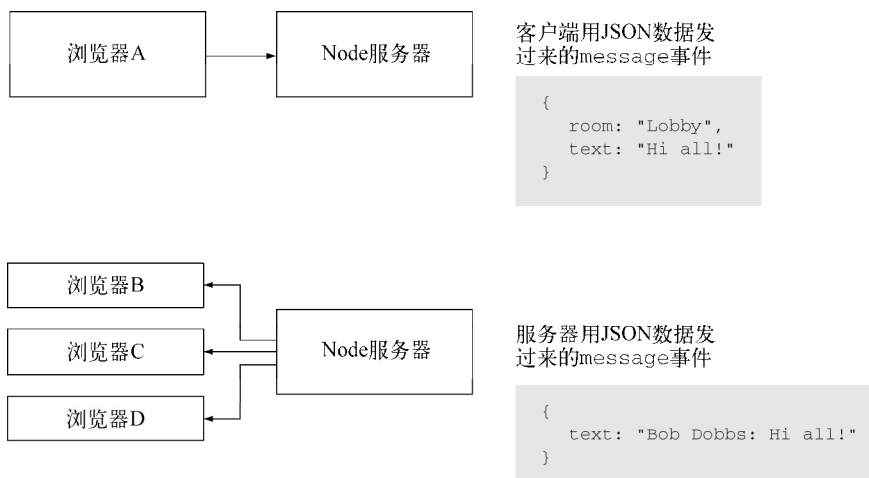 浏览器A
Node服务器
客户端用JSON数据发
过来的message事件
{
room: "Lobby",
text: "Hi all!"
}
浏览器B
浏览器C
浏览器D
Node服务器
服务器用JSON数据发
过来的message事件
{
text: "Bob Dobbs: Hi all!"
}